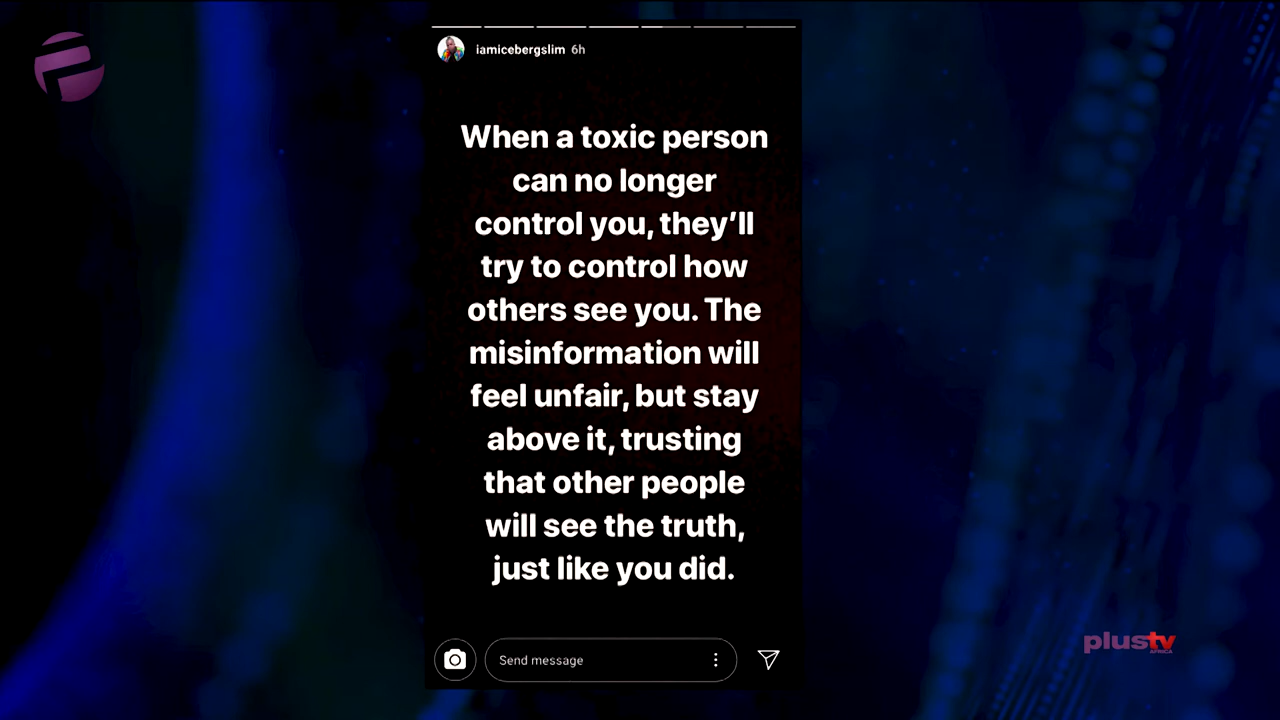 iamicebergslim 6h
When a toxic person
can no longer
control you, they’ll
try to control how
others see you. The
misinformation will
feel unfair, but stay
above it, trusting
that other people
will see the truth,
just like you did.
Send message
plustv
AFRICA